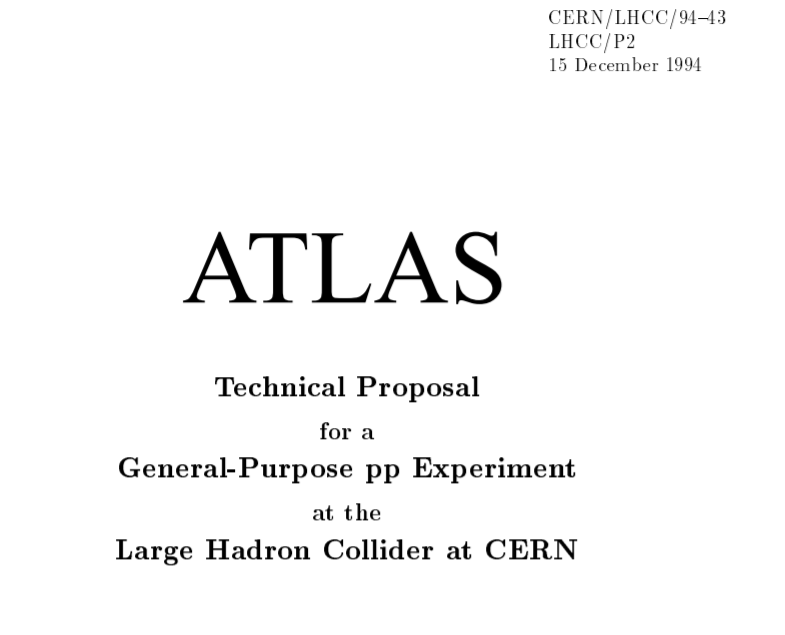 CERN/LHCC/94–43
LHCC/P2
15 December 1994
ATLAS
Technical Proposal
for a
General-Purpose pp Experiment
at the
Large Hadron Collider at CERN